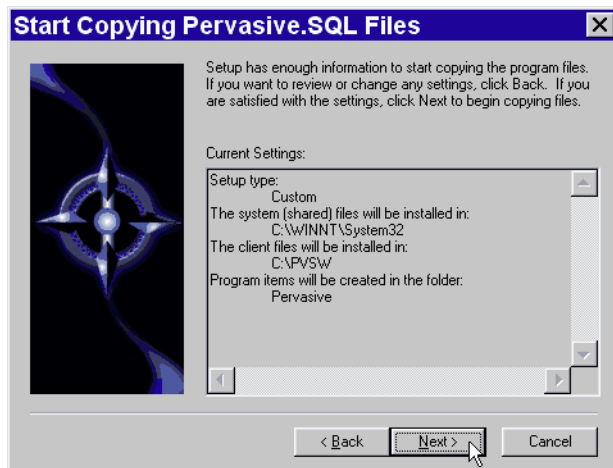 Start Copying Pervasive.SQL Files
Setup has enough information to start copying the program files.
If you want to review or change any settings, click Back. If you
are satisfied with the settings, click Next to begin copying files.
Current Settings:
Setup type:
Custom
The system (shared) files will be installed in:
C:\WINNT\System32
The client files will be installed in:
C:\PVSW
Program items will be created in the folder:
Pervasive
< Back
Next >
Cancel